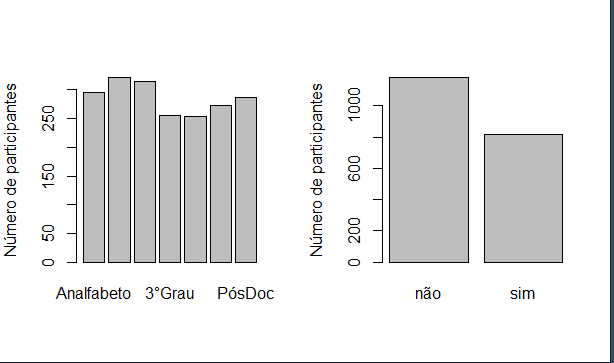 Número de participantes
250
150
50
0
Analfabeto 3°Grau PósDoc
Número de participantes
1000
600
200
0
não sim